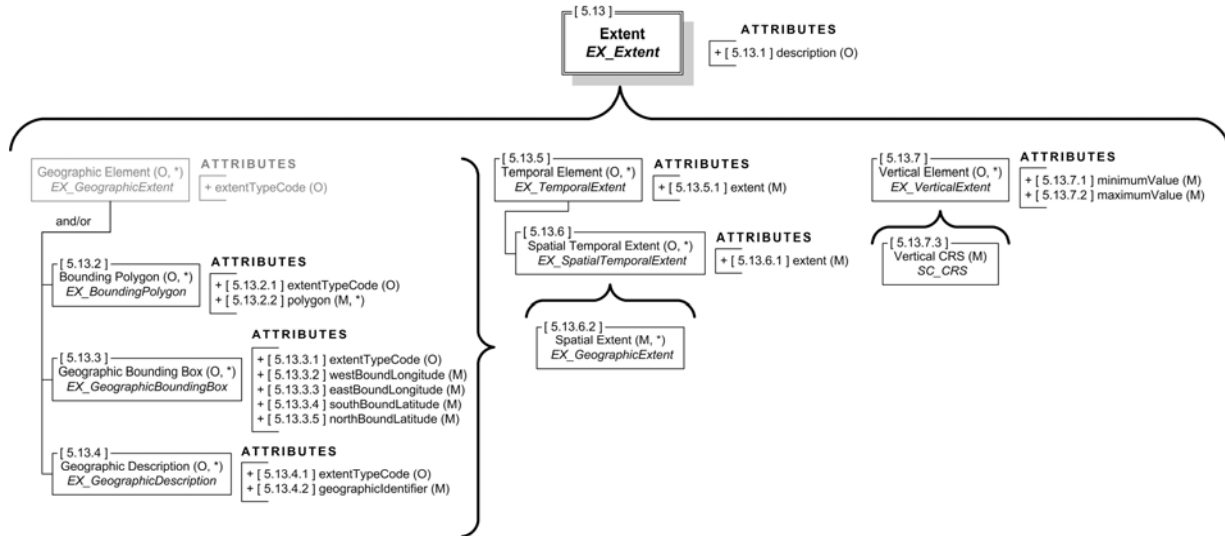 [ 5.13 ]
Extent
EX_Extent
ATTRIBUTES
+ [ 5.13.1 ] description (O)
Geographic Element (O, *)
EX_GeographicExtent
ATTRIBUTES
+ extentTypeCode (O)
and/or
[ 5.13.2 ]
Bounding Polygon (O, *)
EX_BoundingPolygon
ATTRIBUTES
+ [ 5.13.2.1 ] extentTypeCode (O)
+ [ 5.13.2.2 ] polygon (M, *)
[ 5.13.3 ]
Geographic Bounding Box (O, *)
EX_GeographicBoundingBox
ATTRIBUTES
+ [ 5.13.3.1 ] extentTypeCode (O)
+ [ 5.13.3.2 ] westBoundLongitude (M)
+ [ 5.13.3.3 ] eastBoundLongitude (M)
+ [ 5.13.3.4 ] southBoundLatitude (M)
+ [ 5.13.3.5 ] northBoundLatitude (M)
[ 5.13.4 ]
Geographic Description (O, *)
EX_GeographicDescription
ATTRIBUTES
+ [ 5.13.4.1 ] extentTypeCode (O)
+ [ 5.13.4.2 ] geographicIdentifier (M)
[ 5.13.5 ]
Temporal Element (O, *)
EX_TemporalExtent
ATTRIBUTES
+ [ 5.13.5.1 ] extent (M)
[ 5.13.6 ]
Spatial Temporal Extent (O, *)
EX_SpatialTemporalExtent
ATTRIBUTES
+ [ 5.13.6.1 ] extent (M)
[ 5.13.6.2 ]
Spatial Extent (M, *)
EX_GeographicExtent
[ 5.13.7 ]
Vertical Element (O, *)
EX_VerticalExtent
ATTRIBUTES
+ [ 5.13.7.1 ] minimumValue (M)
+ [ 5.13.7.2 ] maximumValue (M)
[ 5.13.7.3 ]
Vertical CRS (M)
SC_CRS